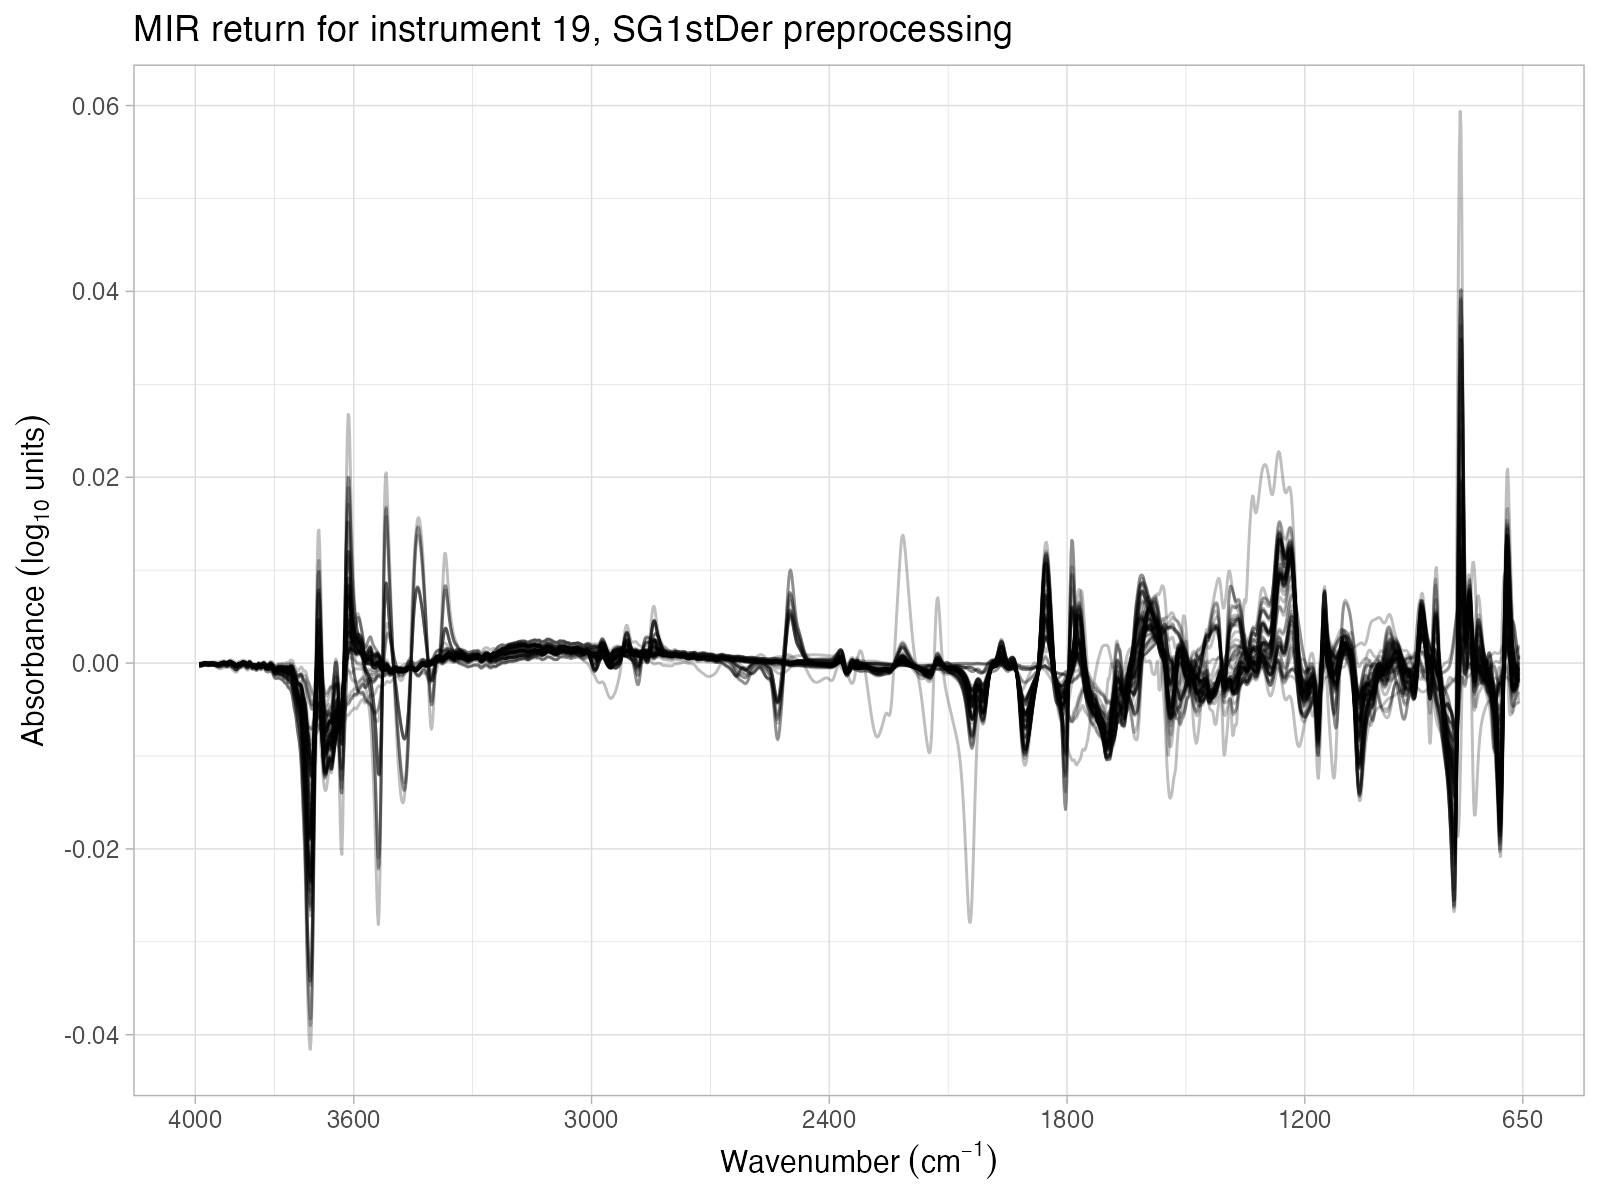 MIR return for instrument 19, SG1stDer preprocessing
0.06
0.04
0.02
0.00
-0.02
-0.04
Absorbance (log₁₀ units)
4000 3600 3000 2400 1800 1200 650
Wavenumber (cm⁻¹)